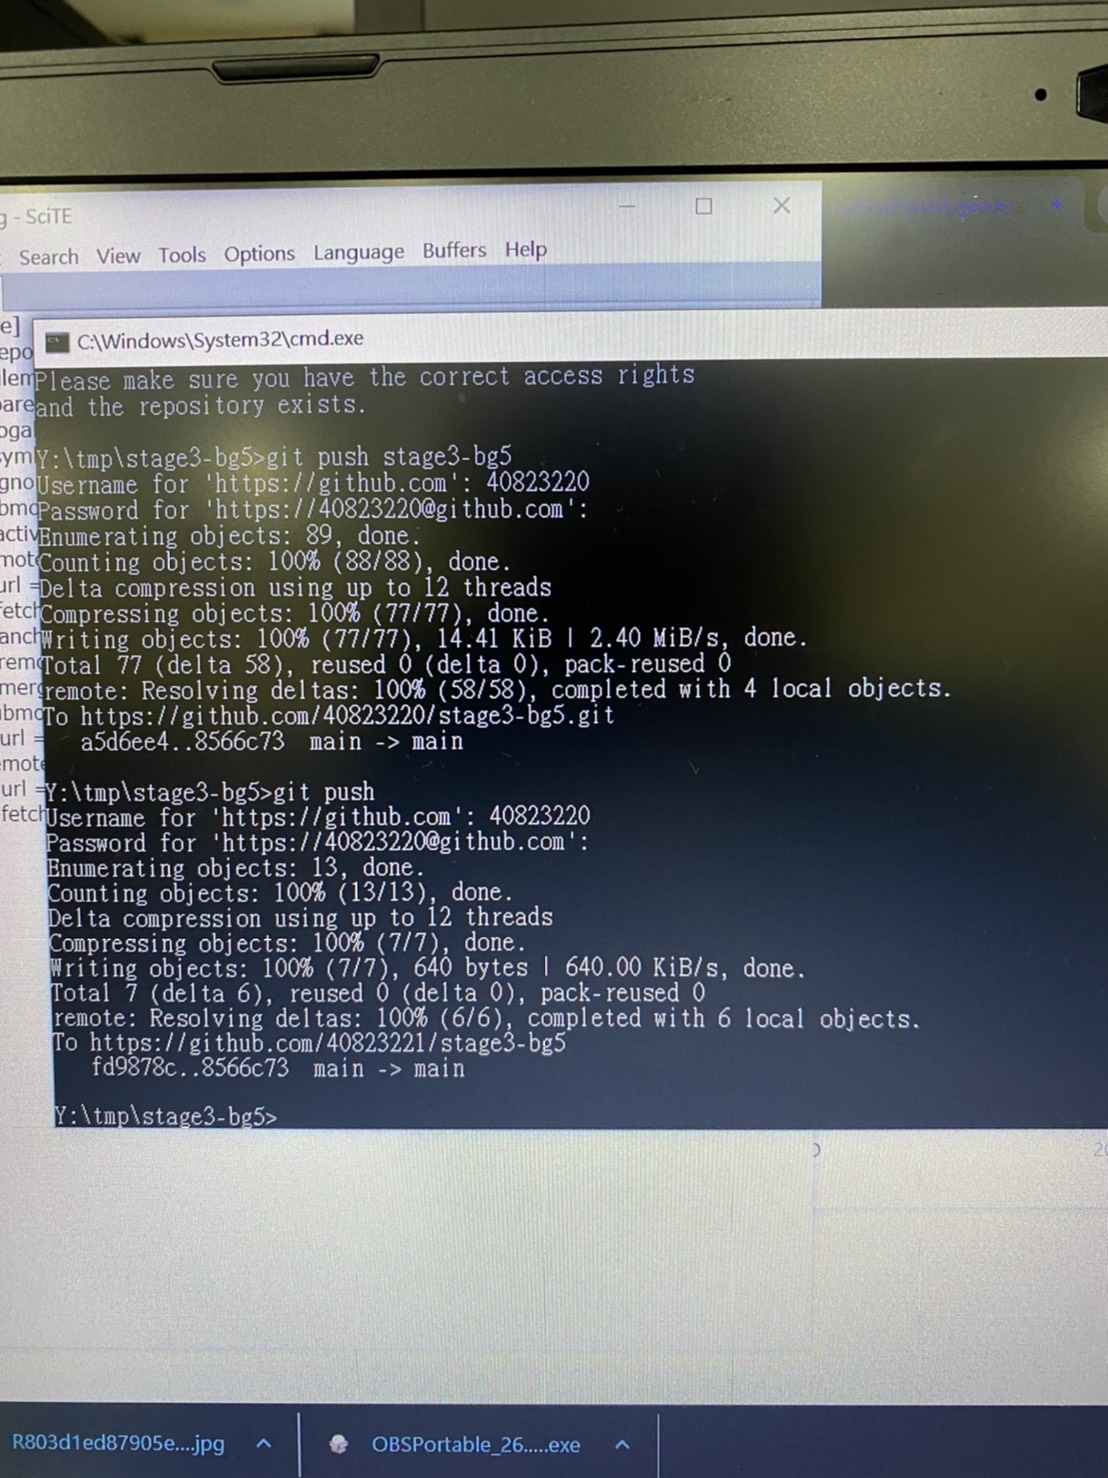 g - SciTE
Search View Tools Options Language Buffers Help
e]
epo
ilem
are
oga
sym
gno
bmo
activ
mote
url =
fetch
anch
rem
merg
bmo
url =
emote
url =
fetch
C:\Windows\System32\cmd.exe
Please make sure you have the correct access rights
and the repository exists.
Y:\tmp\stage3-bg5>git push stage3-bg5
Username for 'https://github.com': 40823220
Password for 'https://40823220@github.com':
Enumerating objects: 89, done.
Counting objects: 100% (88/88), done.
Delta compression using up to 12 threads
Compressing objects: 100% (77/77), done.
Writing objects: 100% (77/77), 14.41 KiB | 2.40 MiB/s, done.
Total 77 (delta 58), reused 0 (delta 0), pack-reused 0
remote: Resolving deltas: 100% (58/58), completed with 4 local objects.
To https://github.com/40823220/stage3-bg5.git
a5d6ee4..8566c73 main -> main
Y:\tmp\stage3-bg5>git push
Username for 'https://github.com': 40823220
Password for 'https://40823220@github.com':
Enumerating objects: 13, done.
Counting objects: 100% (13/13), done.
Delta compression using up to 12 threads
Compressing objects: 100% (7/7), done.
Writing objects: 100% (7/7), 640 bytes | 640.00 KiB/s, done.
Total 7 (delta 6), reused 0 (delta 0), pack-reused 0
remote: Resolving deltas: 100% (6/6), completed with 6 local objects.
To https://github.com/40823221/stage3-bg5
fd9878c..8566c73 main -> main
Y:\tmp\stage3-bg5>
R803d1ed87905e....jpg
OBSPortable_26.....exe